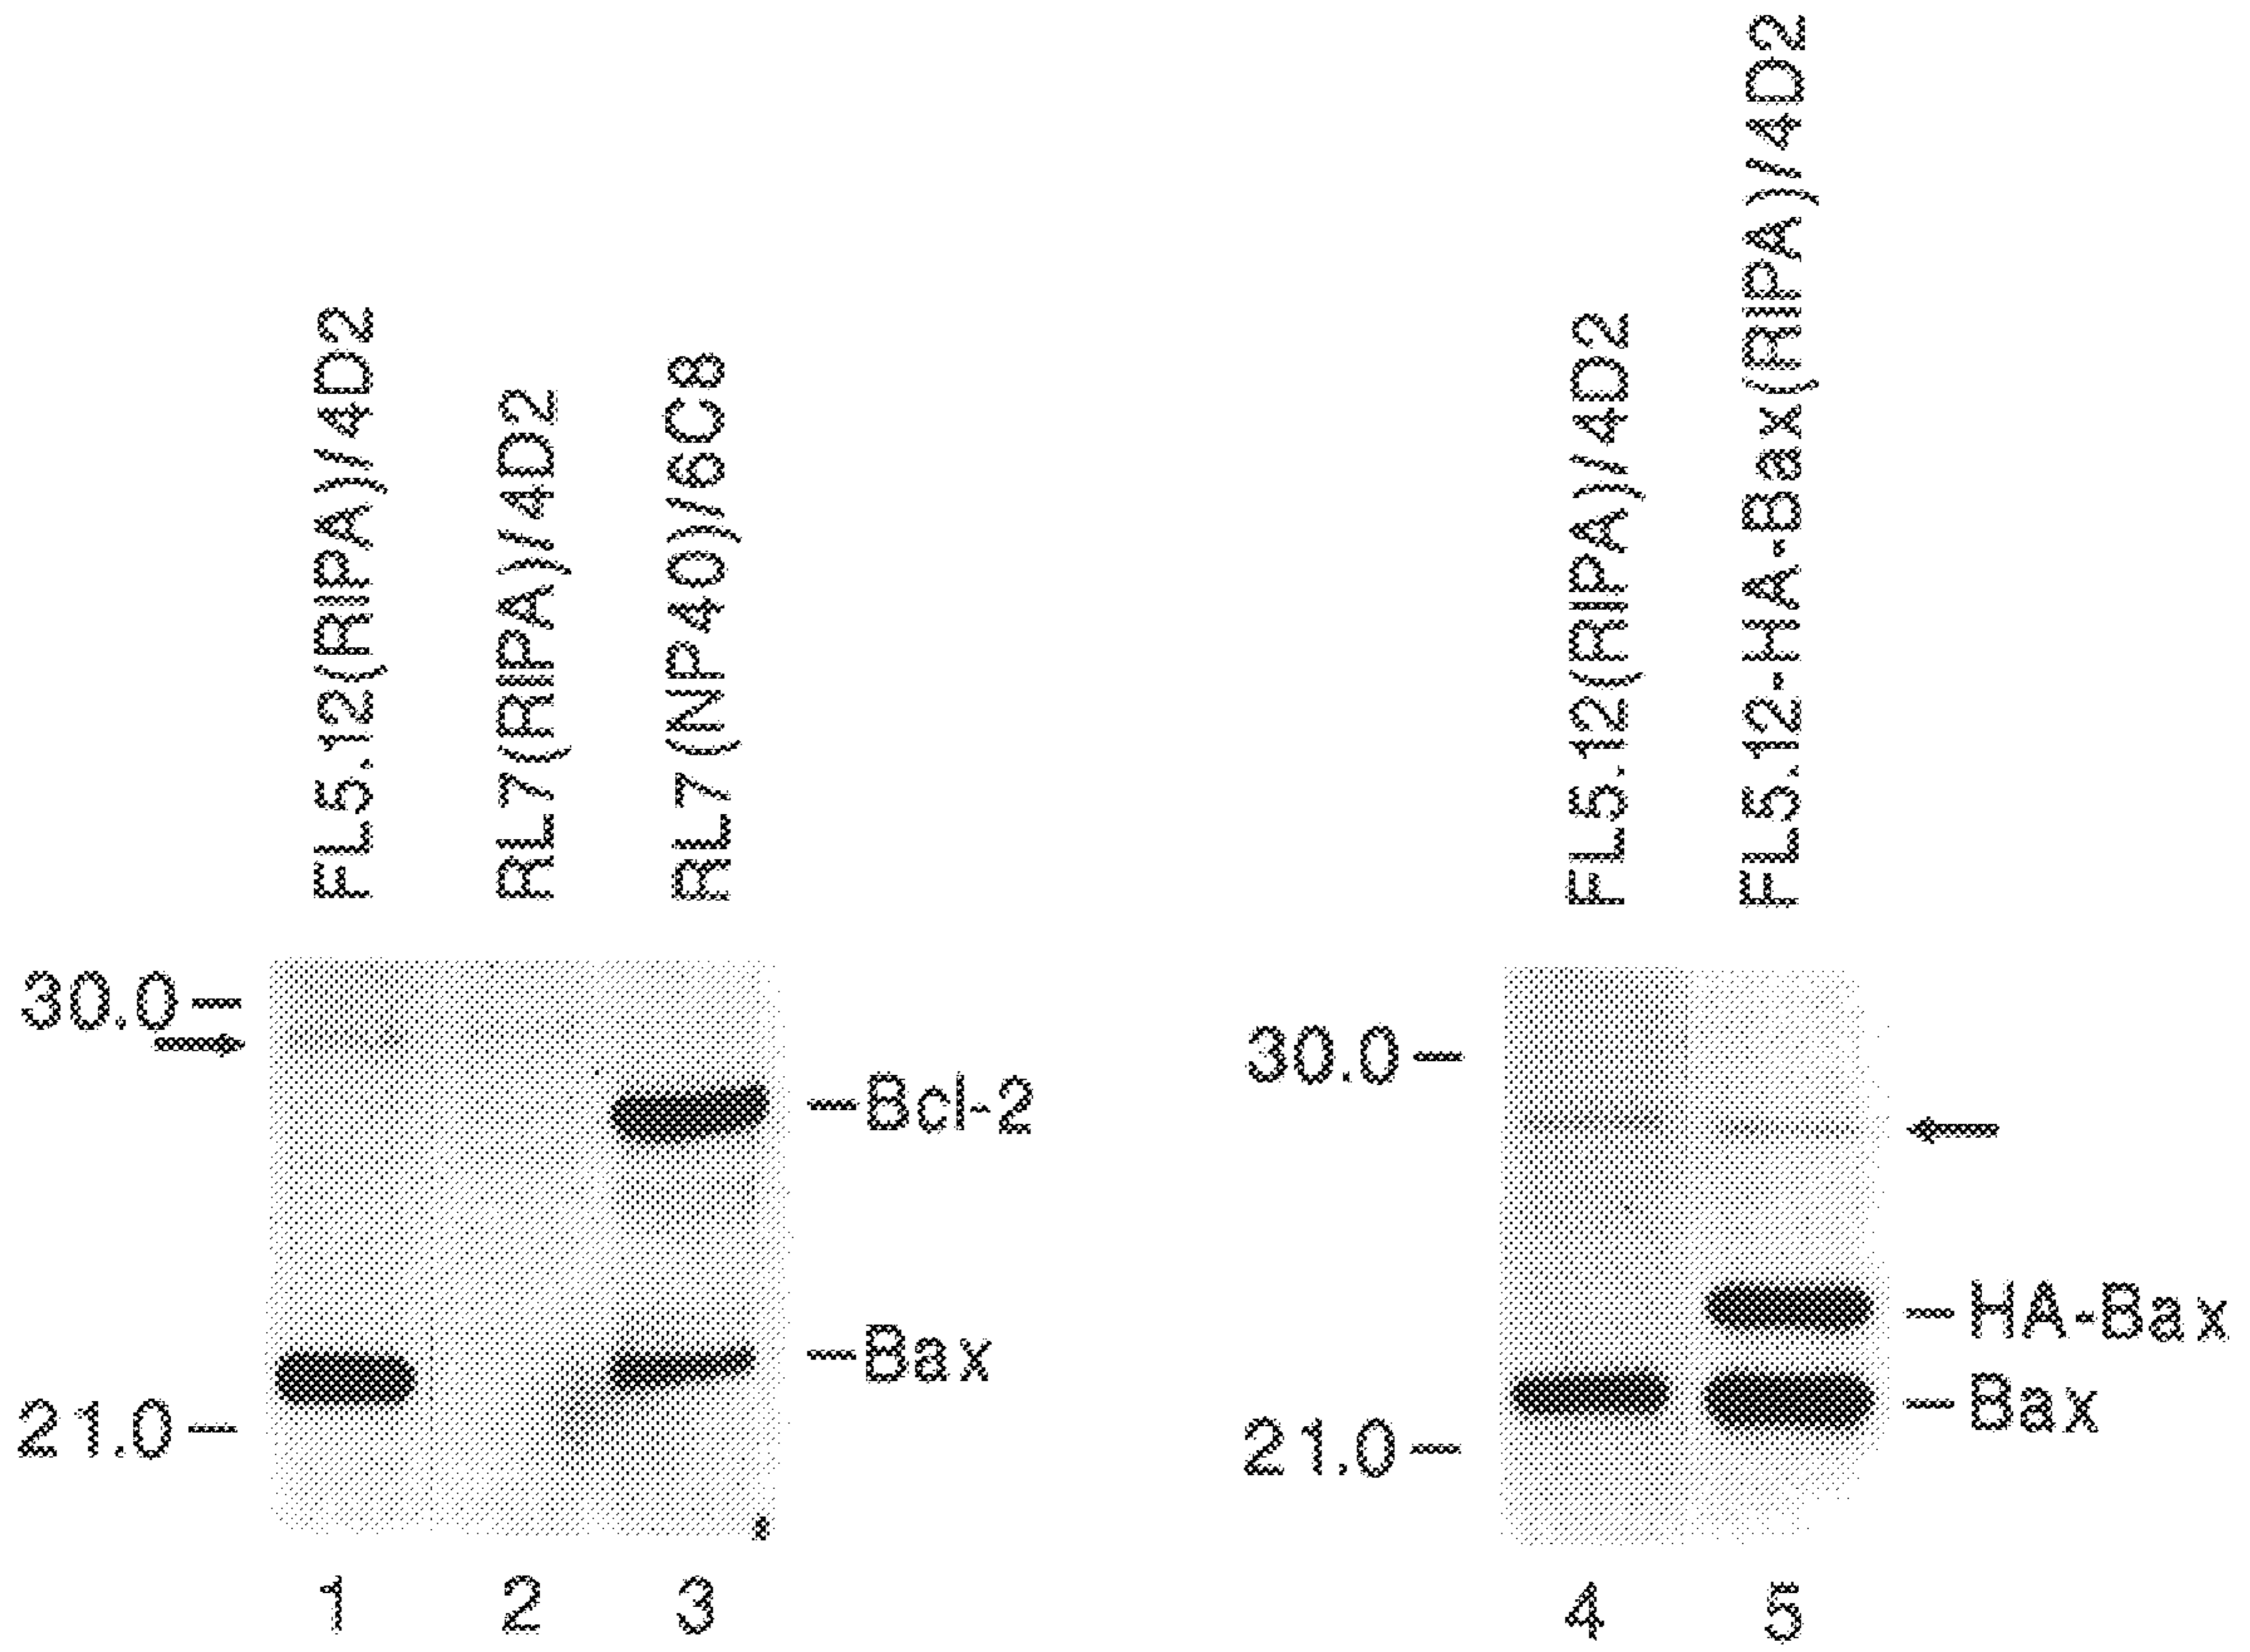 FL5.12(RIPA)/4D2
RL7(RIPA)/4D2
RL7(NP40)/6C8
FL5.12(RIPA)/4D2
FL5.12-HA-Bax(RIPA)/4D2
30.0
21.0
Bcl-2
Bax
30.0
21.0
HA-Bax
Bax
1 2 3 4 5